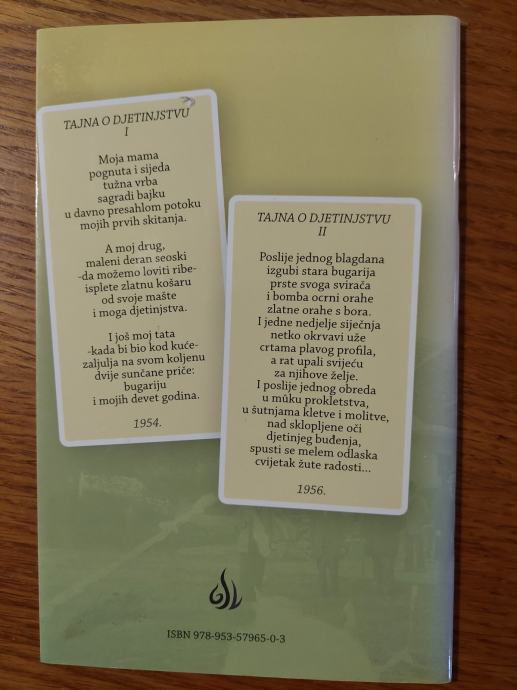 TAJNA O DJETINJSTVU
I
Moja mama
pognuta i sijeda
tužna vrba
sagradi bajku
u davno presahlom potoku
mojih prvih skitanja.
A moj drug,
maleni deran seoski
-da možemo loviti ribe-
isplete zlatnu košaru
od svoje mašte
i moga djetinjstva.
I još moj tata
-kada bi bio kod kuće-
zaljulja na svom koljenu
dvije sunčane priče:
bugariju
i mojih devet godina.
1954.
TAJNA O DJETINJSTVU
II
Poslije jednog blagdana
izgubi stara bugarija
prste svoga svirača
i bomba ocrni orahe
zlatne orahe s bora.
I jedne nedjelje siječnja
netko okrvavi uže
crtama plavog profila,
a rat upali svijeću
za njihove želje.
I poslije jednog obreda
u mûku prokletstva,
u šutnjama kletve i molitve,
nad sklopljene oči
djetinjeg buđenja,
spusti se melem odlaska
cvijetak žute radosti...
1956.
ISBN 978-953-57965-0-3